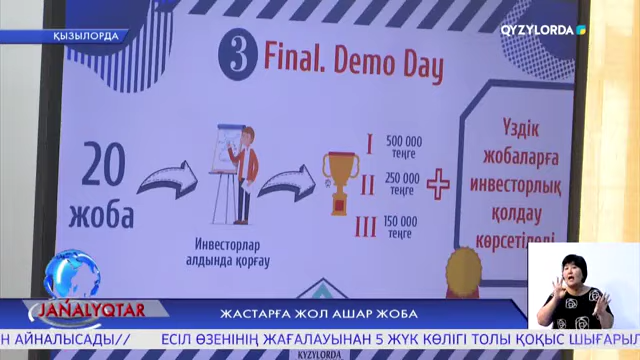 ҚЫЗЫЛОРДА
QYZYLORDA
3 Final. Demo Day
20
жоба
Инвесторлар
алдында қорғау
I 500 000
теңге
II 250 000
теңге
III 150 000
теңге
+
Үздік
жобаларға
инвесторлық
қолдау
көрсетіледі
JAŃALYQTAR
ЖАСТАРҒА ЖОЛ АШАР ЖОБА
Н АЙНАЛЫСАДЫ// ЕСІЛ ӨЗЕНІНІҢ ЖАҒАЛАУЫНАН 5 ЖҮК КӨЛІГІ ТОЛЫ ҚОҚЫС ШЫҒАРЫЛ
KYZYLORDA